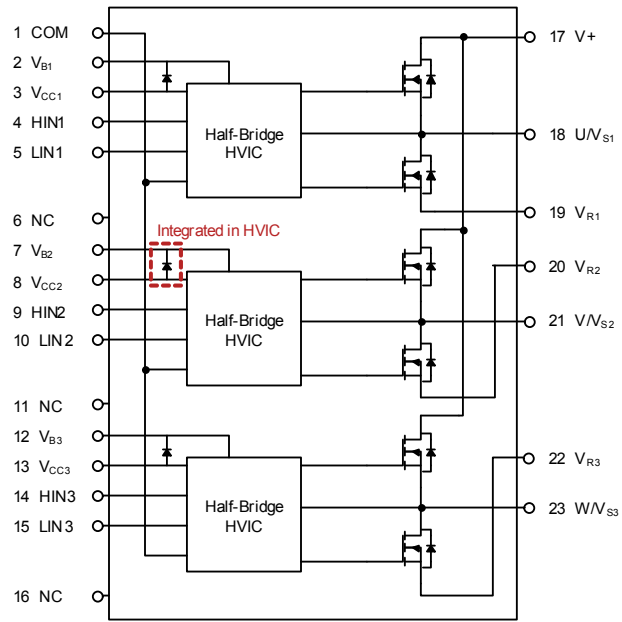 1 COM
2 VB1
3 VCC1
4 HIN1
5 LIN1
6 NC
7 VB2
8 VCC2
9 HIN2
10 LIN2
11 NC
12 VB3
13 VCC3
14 HIN3
15 LIN3
16 NC
Half-Bridge
HVIC
Integrated in HVIC
Half-Bridge
HVIC
Half-Bridge
HVIC
17 V+
18 U/VS1
19 VR1
20 VR2
21 V/VS2
22 VR3
23 W/VS3